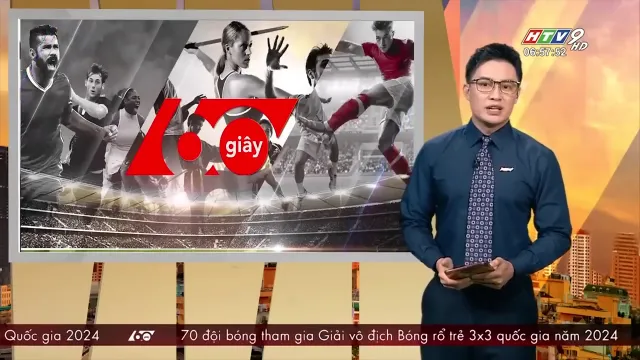 HTV9 HD
06:57:52
60 giây
Quốc gia 2024 60 70 đội bóng tham gia Giải vô địch Bóng rổ trẻ 3x3 quốc gia năm 2024